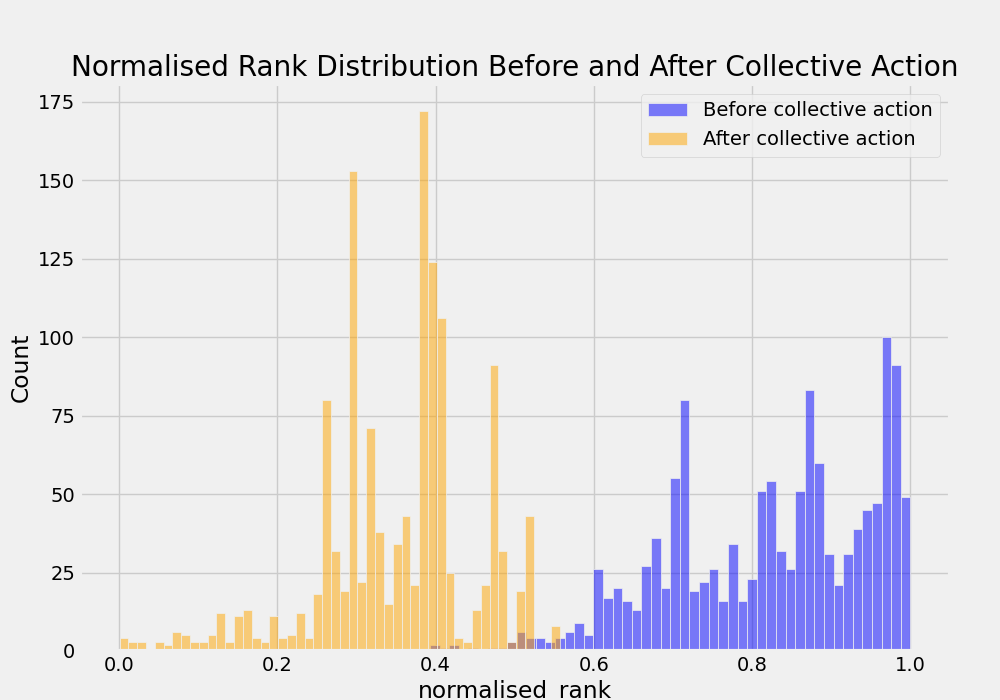 Normalised Rank Distribution Before and After Collective Action
Before collective action
After collective action
175
150
125
100
75
50
25
0
Count
0.0 0.2 0.4 0.6 0.8 1.0
normalised_rank